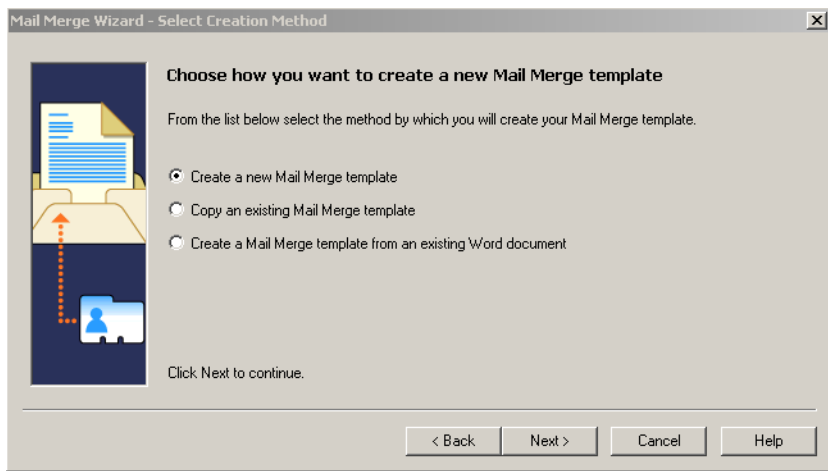 Mail Merge Wizard - Select Creation Method
Choose how you want to create a new Mail Merge template
From the list below select the method by which you will create your Mail Merge template.
Create a new Mail Merge template
Copy an existing Mail Merge template
Create a Mail Merge template from an existing Word document
Click Next to continue.
< Back Next > Cancel Help